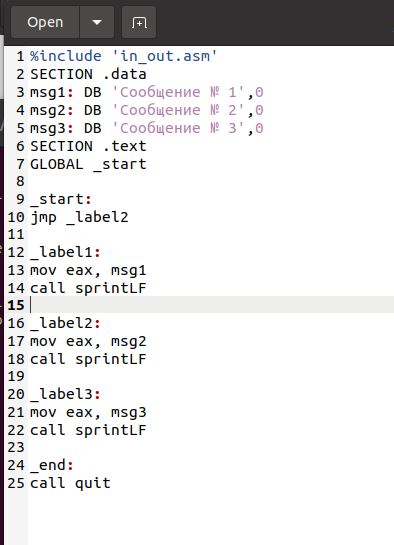 Open
1 %include 'in_out.asm'
2 SECTION .data
3 msg1: DB 'Сообщение № 1',0
4 msg2: DB 'Сообщение № 2',0
5 msg3: DB 'Сообщение № 3',0
6 SECTION .text
7 GLOBAL _start
8
9 _start:
10 jmp _label2
11
12 _label1:
13 mov eax, msg1
14 call sprintLF
15
16 _label2:
17 mov eax, msg2
18 call sprintLF
19
20 _label3:
21 mov eax, msg3
22 call sprintLF
23
24 _end:
25 call quit